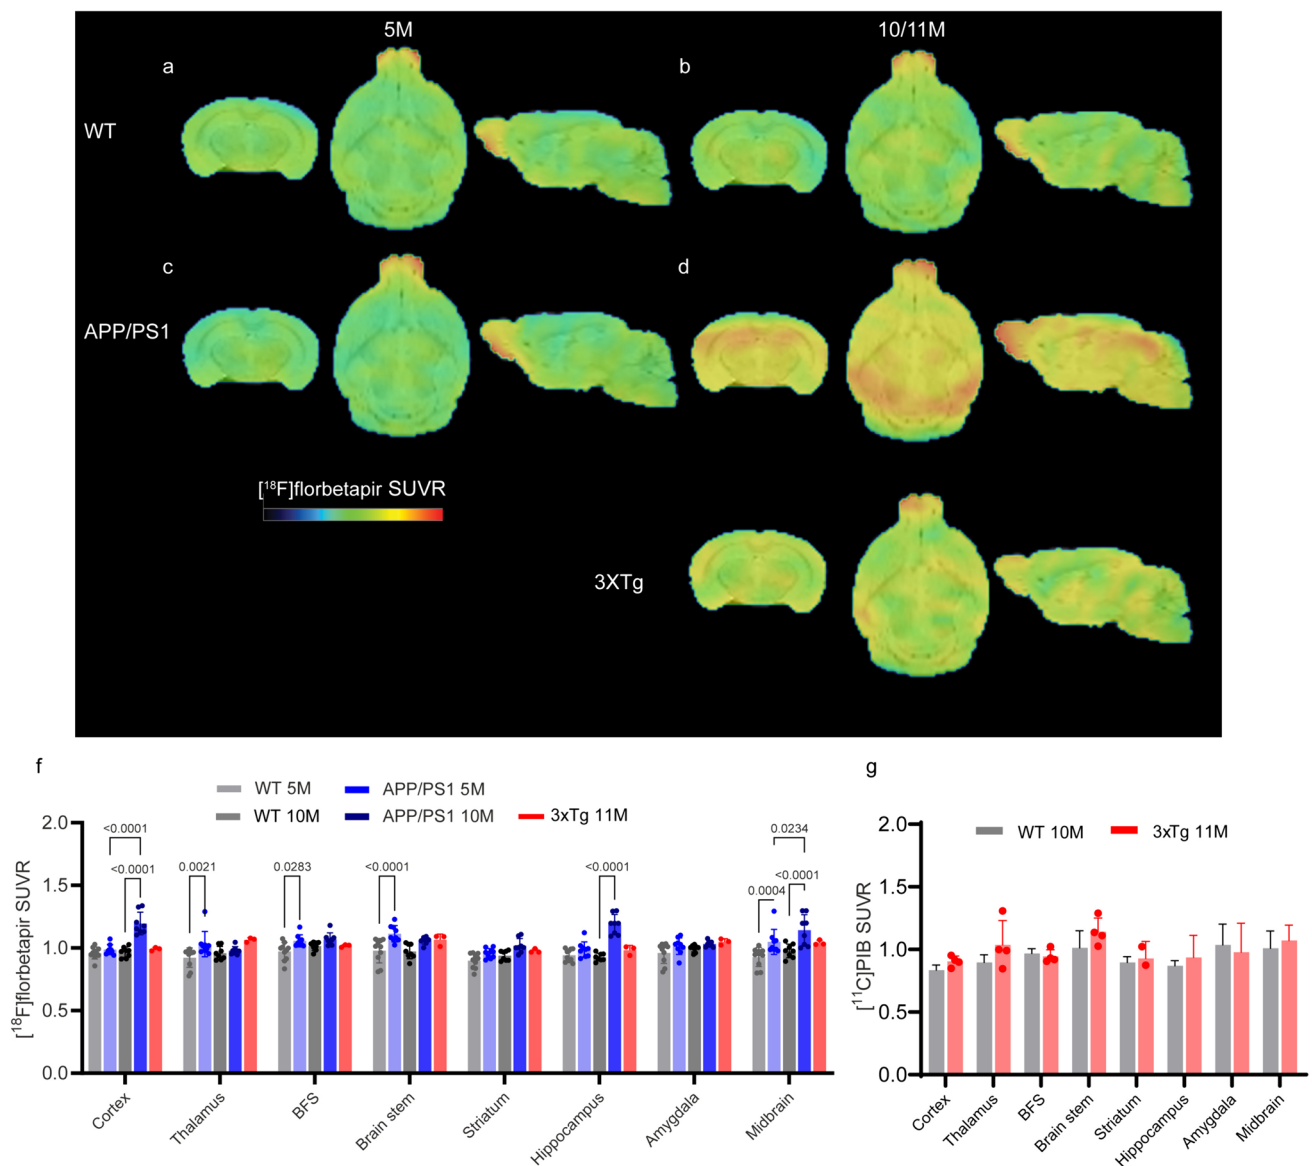 5M 10/11M
a b
WT
c d
APP/PS1
[¹⁸F]florbetapir SUVR
3XTg
f
WT 5M APP/PS1 5M
WT 10M APP/PS1 10M 3xTg 11M
[¹⁸F]florbetapir SUVR
2.0
1.5
1.0
0.5
0.0
<0.0001
<0.0001
0.0021
0.0283
<0.0001
<0.0001
0.0234
<0.0001
0.0004
Cortex
Thalamus
BFS
Brain stem
Striatum
Hippocampus
Amygdala
Midbrain
g
WT 10M 3xTg 11M
[¹¹C]PIB SUVR
2.0
1.5
1.0
0.5
0.0
Cortex
Thalamus
BFS
Brain stem
Striatum
Hippocampus
Amygdala
Midbrain